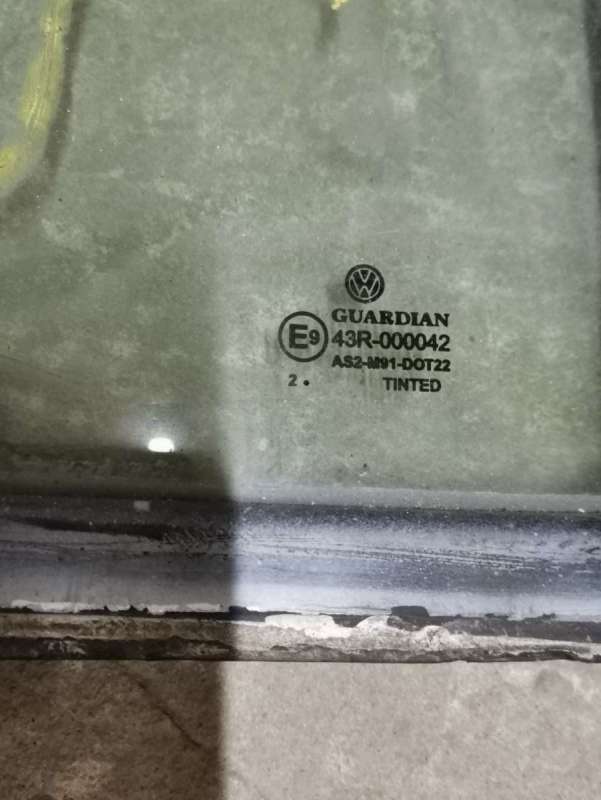 VW
GUARDIAN
E9 43R-000042
AS2-M91-DOT22
2 . TINTED